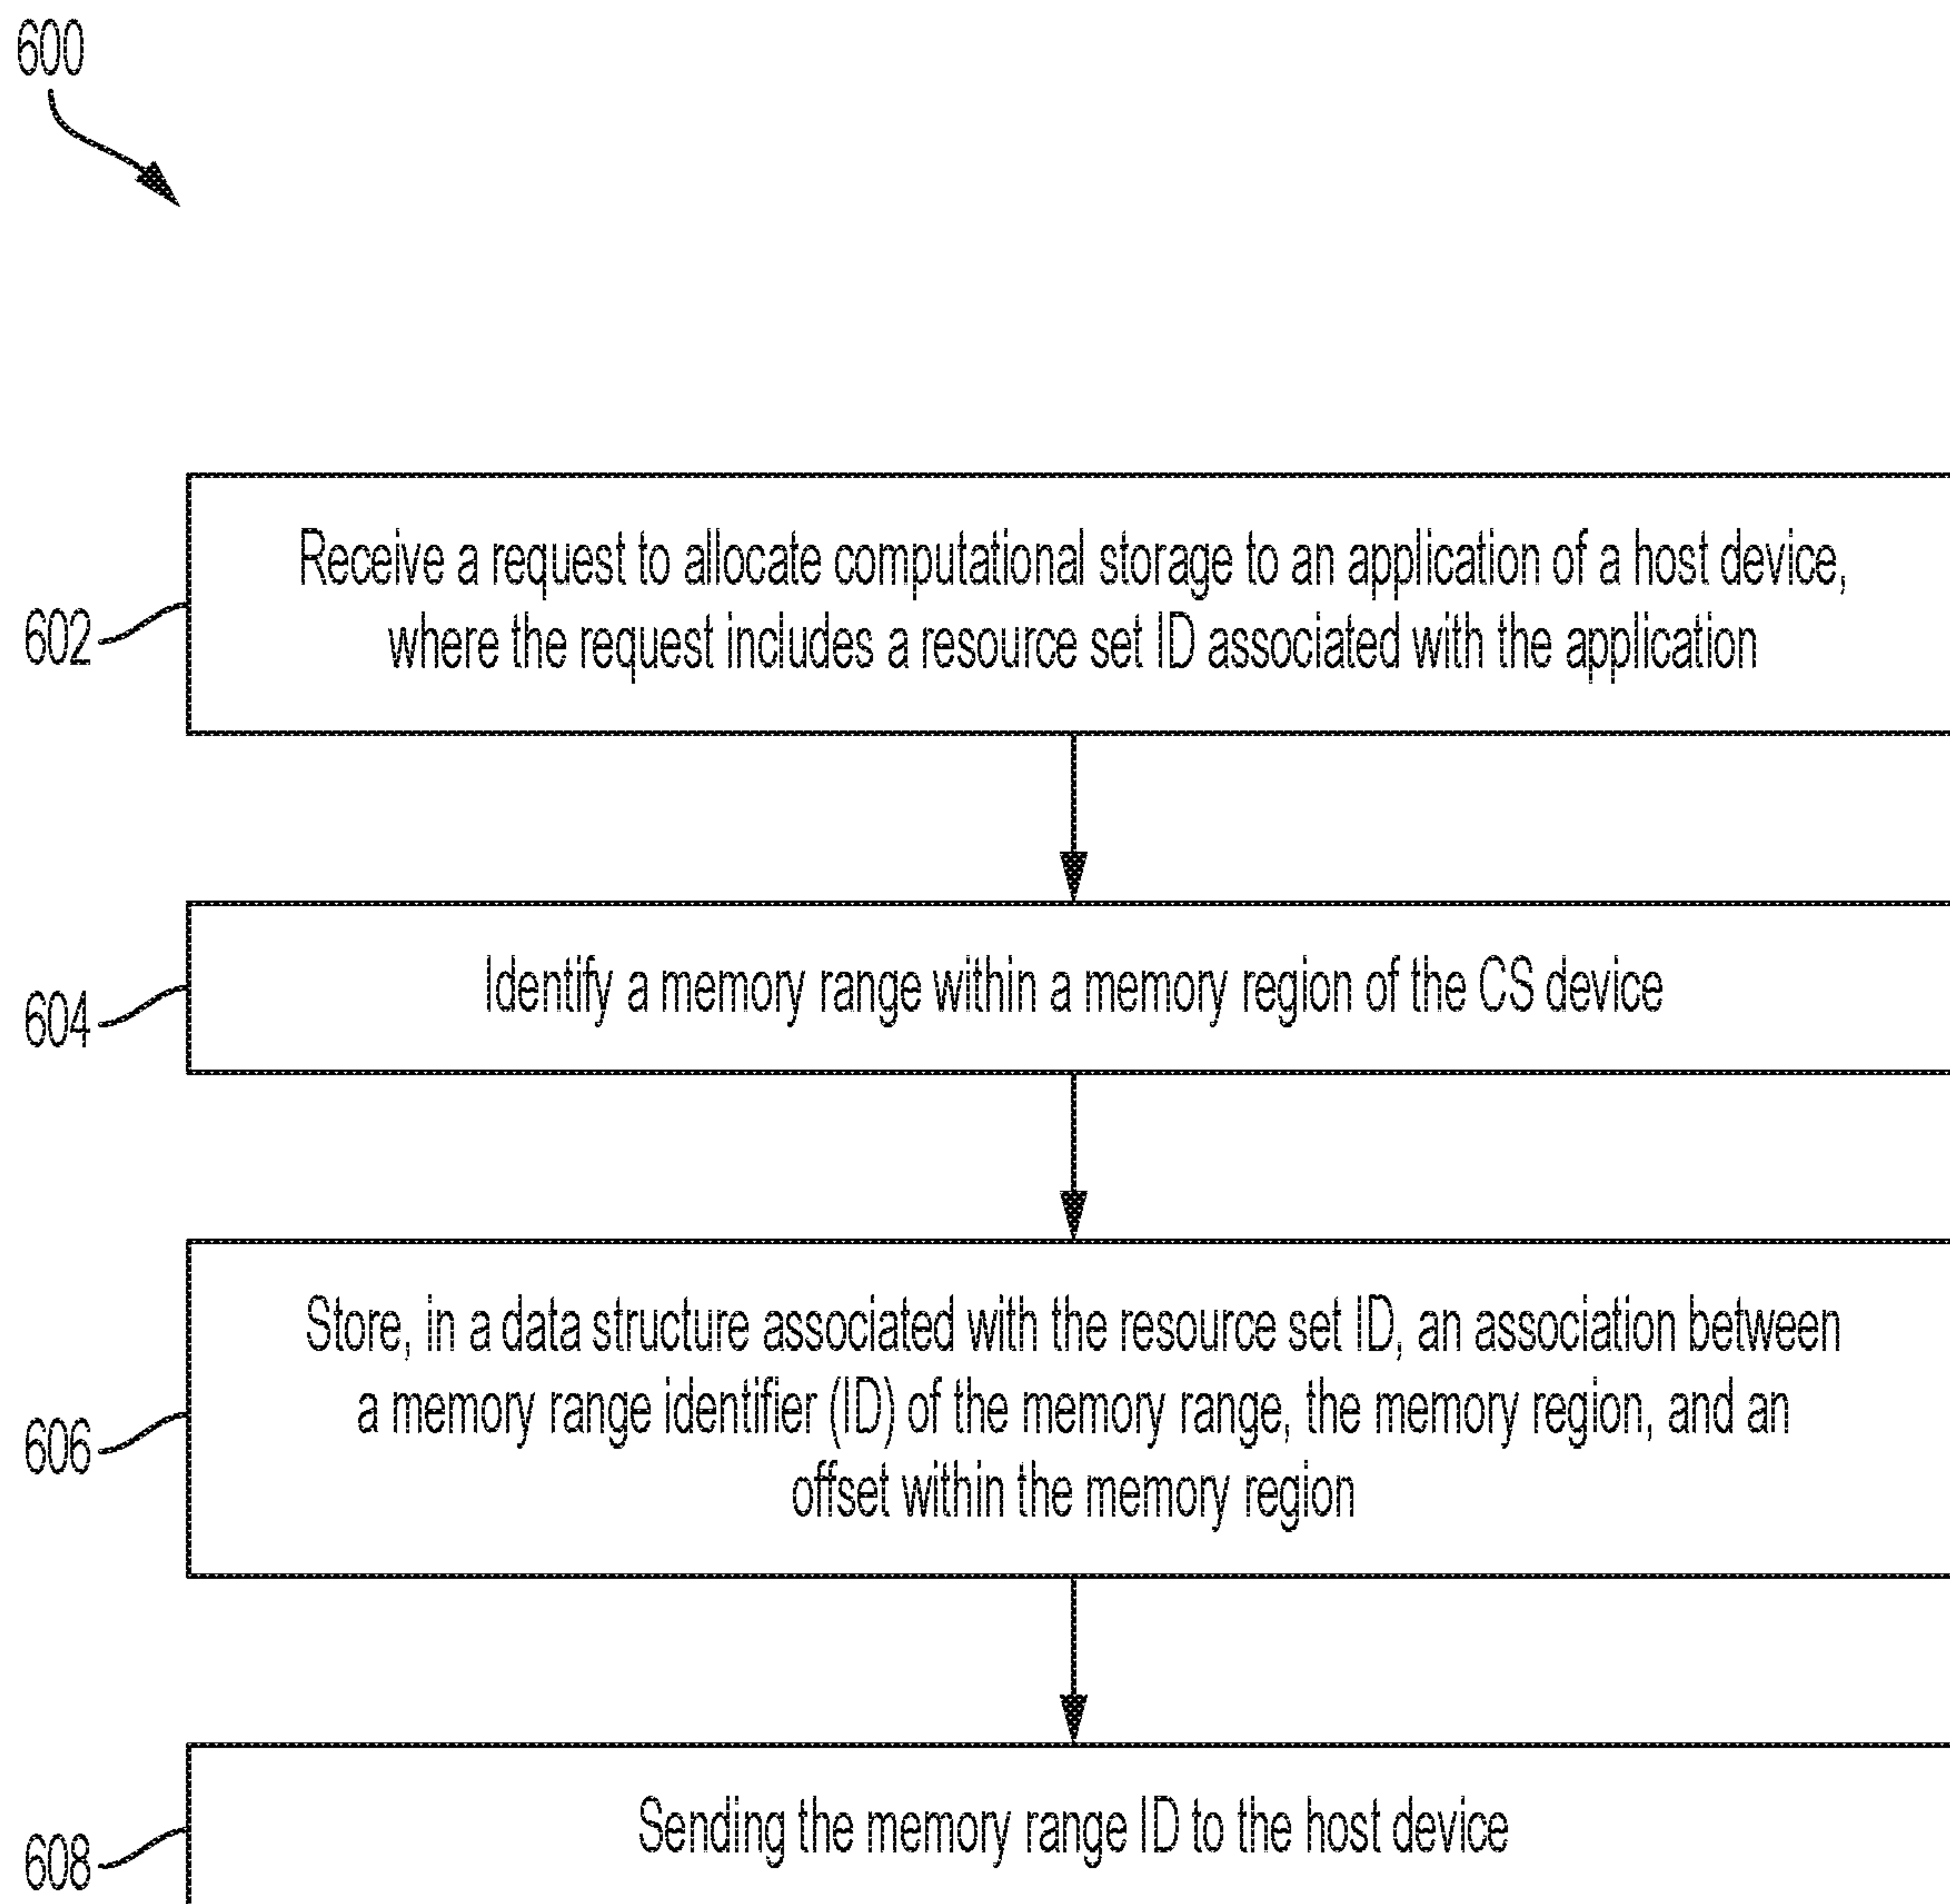 600
602
Receive a request to allocate computational storage to an application of a host device,
where the request includes a resource set ID associated with the application
604
Identify a memory range within a memory region of the CS device
606
Store, in a data structure associated with the resource set ID, an association between
a memory range identifier (ID) of the memory range, the memory region, and an
offset within the memory region
608
Sending the memory range ID to the host device